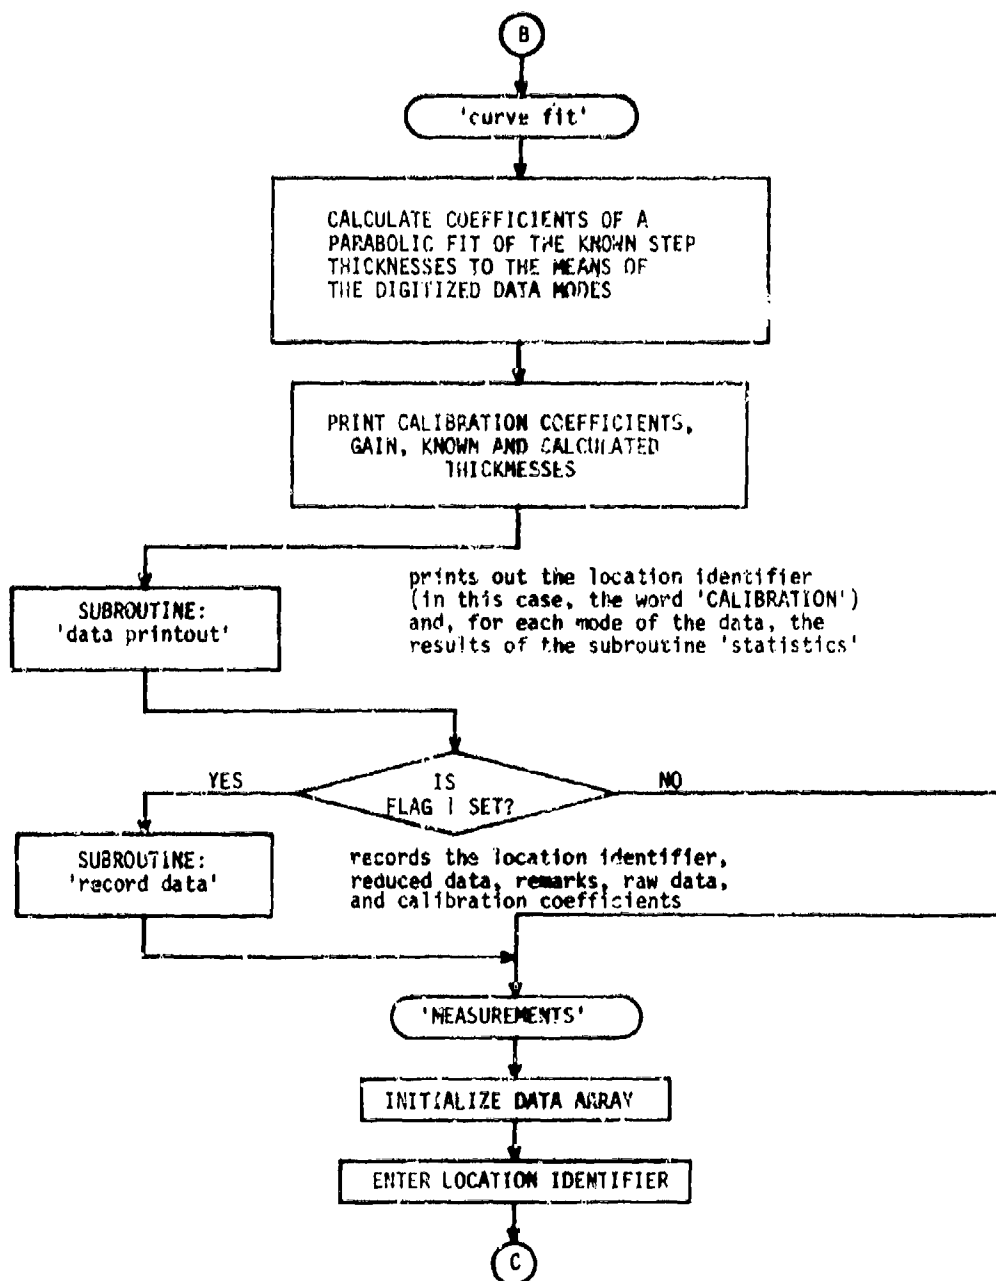 B
'curve fit'
CALCULATE COEFFICIENTS OF A
PARABOLIC FIT OF THE KNOWN STEP
THICKNESSES TO THE MEANS OF
THE DIGITIZED DATA MODES
PRINT CALIBRATION COEFFICIENTS,
GAIN, KNOWN AND CALCULATED
THICKNESSES
SUBROUTINE:
'data printout'
prints out the location identifier
(in this case, the word 'CALIBRATION')
and, for each mode of the data, the
results of the subroutine 'statistics'
YES
IS
FLAG 1 SET?
NO
SUBROUTINE:
'record data'
records the location identifier,
reduced data, remarks, raw data,
and calibration coefficients
'MEASUREMENTS'
INITIALIZE DATA ARRAY
ENTER LOCATION IDENTIFIER
C